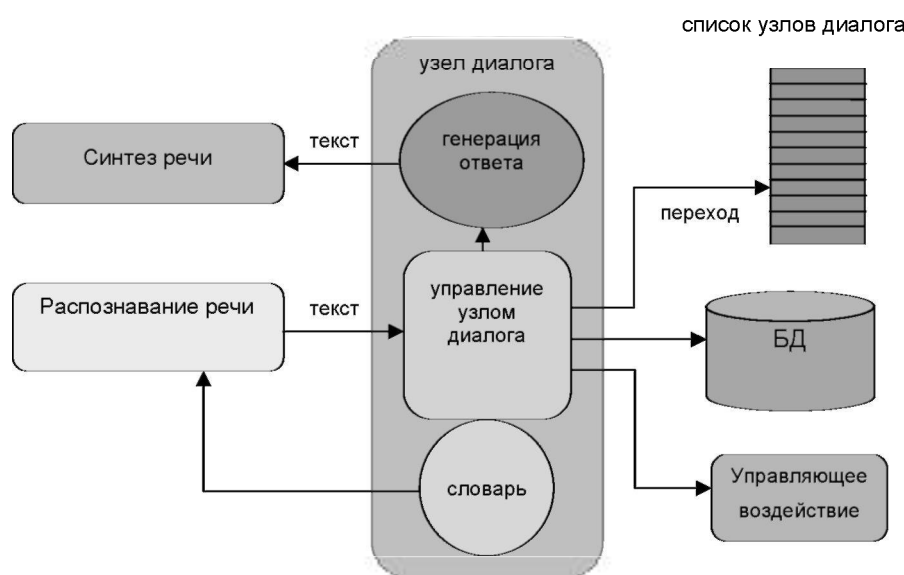 список узлов диалога
узел диалога
генерация
ответа
текст
Синтез речи
переход
управление
узлом
диалога
Распознавание речи
текст
БД
словарь
Управляющее
воздействие